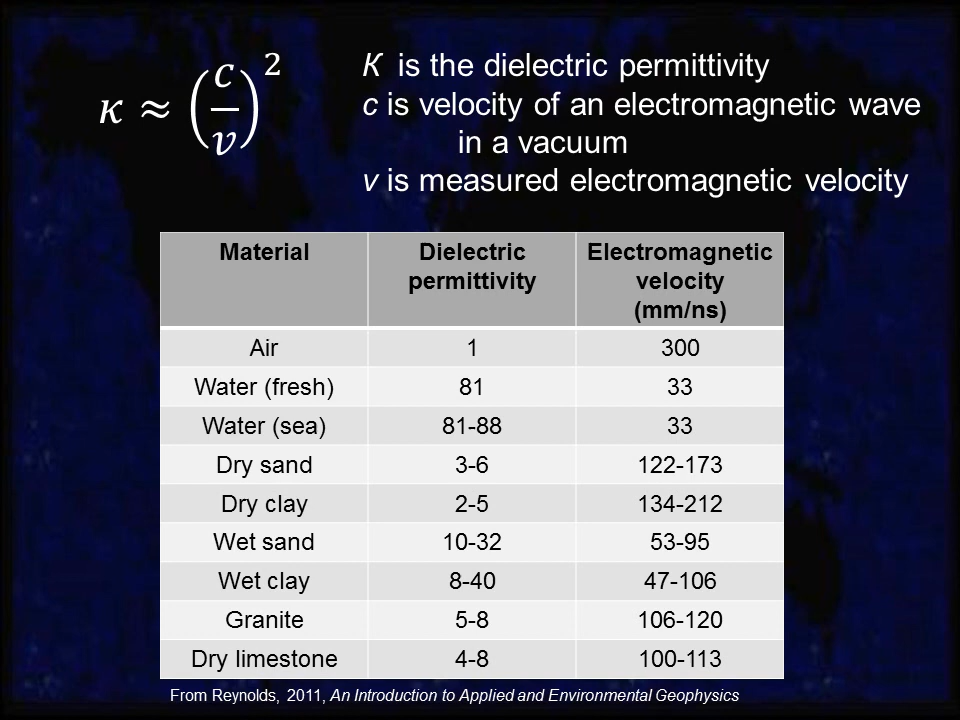 κ ≈ (c/v)²
K is the dielectric permittivity
c is velocity of an electromagnetic wave
in a vacuum
v is measured electromagnetic velocity
Material Dielectric permittivity Electromagnetic velocity (mm/ns)
Air 1 300
Water (fresh) 81 33
Water (sea) 81-88 33
Dry sand 3-6 122-173
Dry clay 2-5 134-212
Wet sand 10-32 53-95
Wet clay 8-40 47-106
Granite 5-8 106-120
Dry limestone 4-8 100-113
From Reynolds, 2011, An Introduction to Applied and Environmental Geophysics